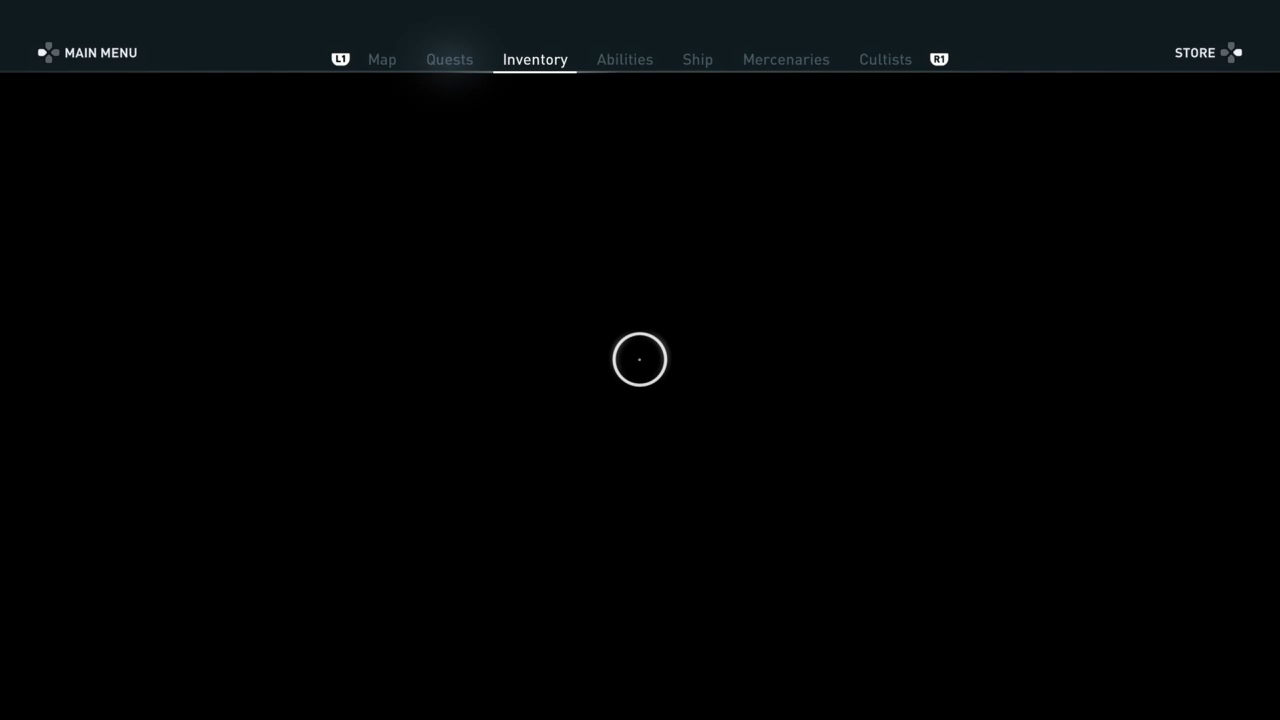 MAIN MENU
L1 Map Quests Inventory Abilities Ship Mercenaries Cultists R1
STORE